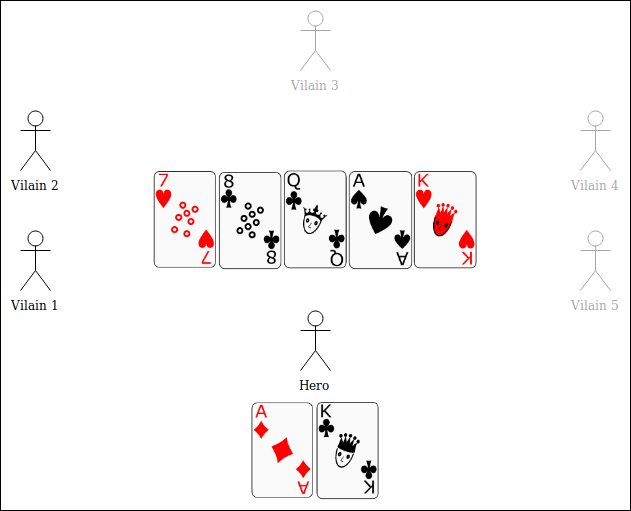 Vilain 3
Vilain 2
Vilain 4
7 8 Q A K
7 8 Q A K
Vilain 1
Vilain 5
Hero
A K
A K